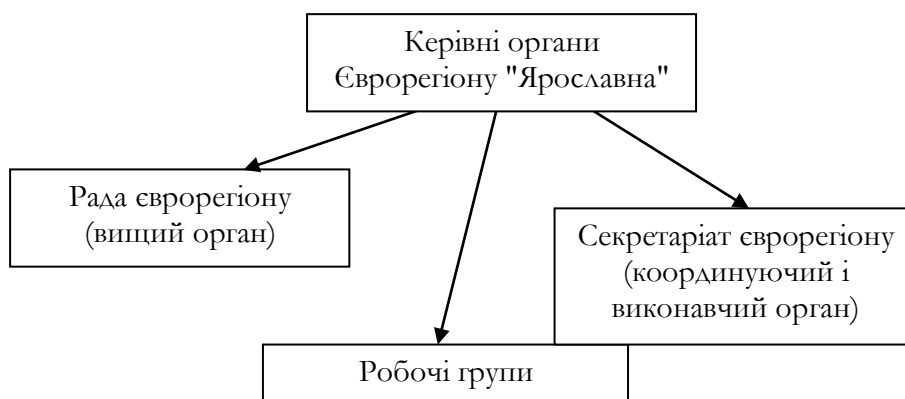 Керівні органи
Єврорегіону "Ярославна"
Рада єврорегіону
(вищий орган)
Секретаріат єврорегіону
(координуючий і
виконавчий орган)
Робочі групи